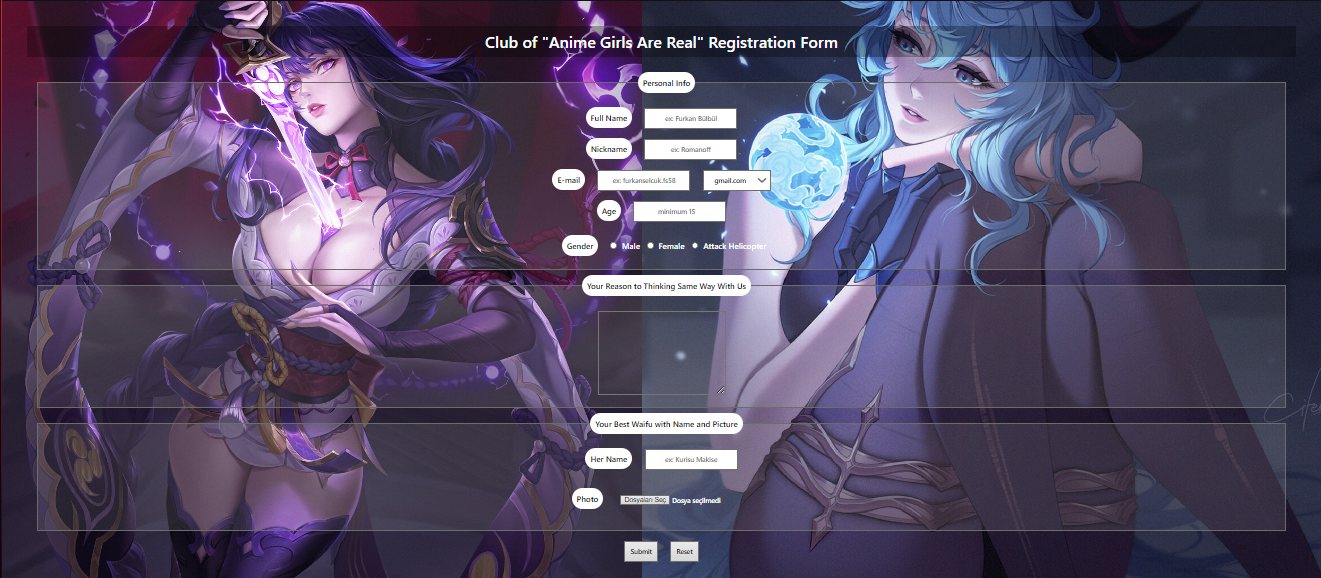 Club of "Anime Girls Are Real" Registration Form
Personal Info
Full Name ex: Furkan Bülbül
Nickname ex: Romanoff
E-mail ex: furkanselcuk.fs58 gmail.com
Age minimum 15
Gender Male Female Attack Helicopter
Your Reason to Thinking Same Way With Us
Your Best Waifu with Name and Picture
Her Name ex: Kurisu Makise
Photo Dosyaları Seç Dosya seçilmedi
Submit Reset